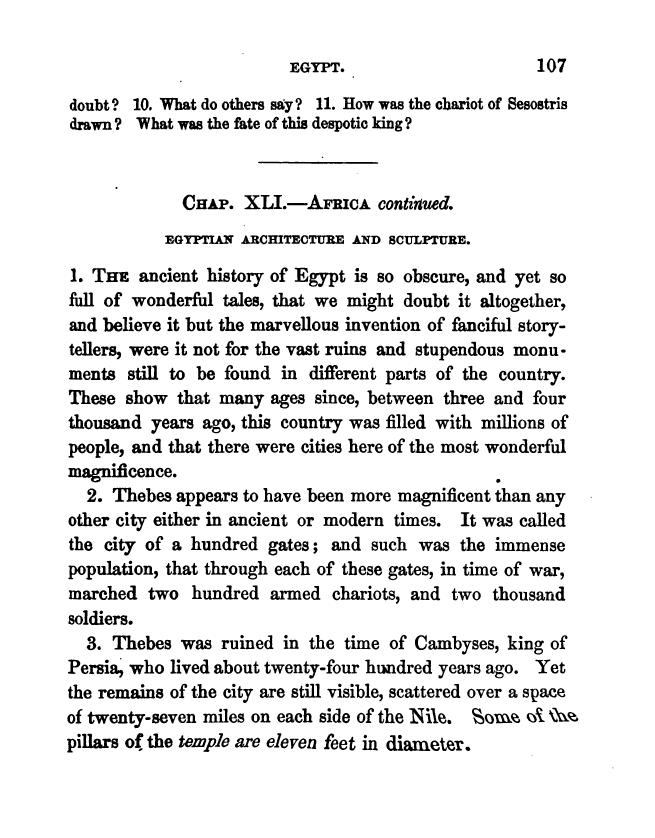 EGYPT. 107
doubt? 10. What do others say? 11. How was the chariot of Sesostris
drawn? What was the fate of this despotic king?
CHAP. XLI.—AFRICA continued.
EGYPTIAN ARCHITECTURE AND SCULPTURE.
1. THE ancient history of Egypt is so obscure, and yet so
full of wonderful tales, that we might doubt it altogether,
and believe it but the marvellous invention of fanciful story-
tellers, were it not for the vast ruins and stupendous monu-
ments still to be found in different parts of the country.
These show that many ages since, between three and four
thousand years ago, this country was filled with millions of
people, and that there were cities here of the most wonderful
magnificence.
2. Thebes appears to have been more magnificent than any
other city either in ancient or modern times. It was called
the city of a hundred gates; and such was the immense
population, that through each of these gates, in time of war,
marched two hundred armed chariots, and two thousand
soldiers.
3. Thebes was ruined in the time of Cambyses, king of
Persia, who lived about twenty-four hundred years ago. Yet
the remains of the city are still visible, scattered over a space
of twenty-seven miles on each side of the Nile. Some of the
pillars of the temple are eleven feet in diameter.